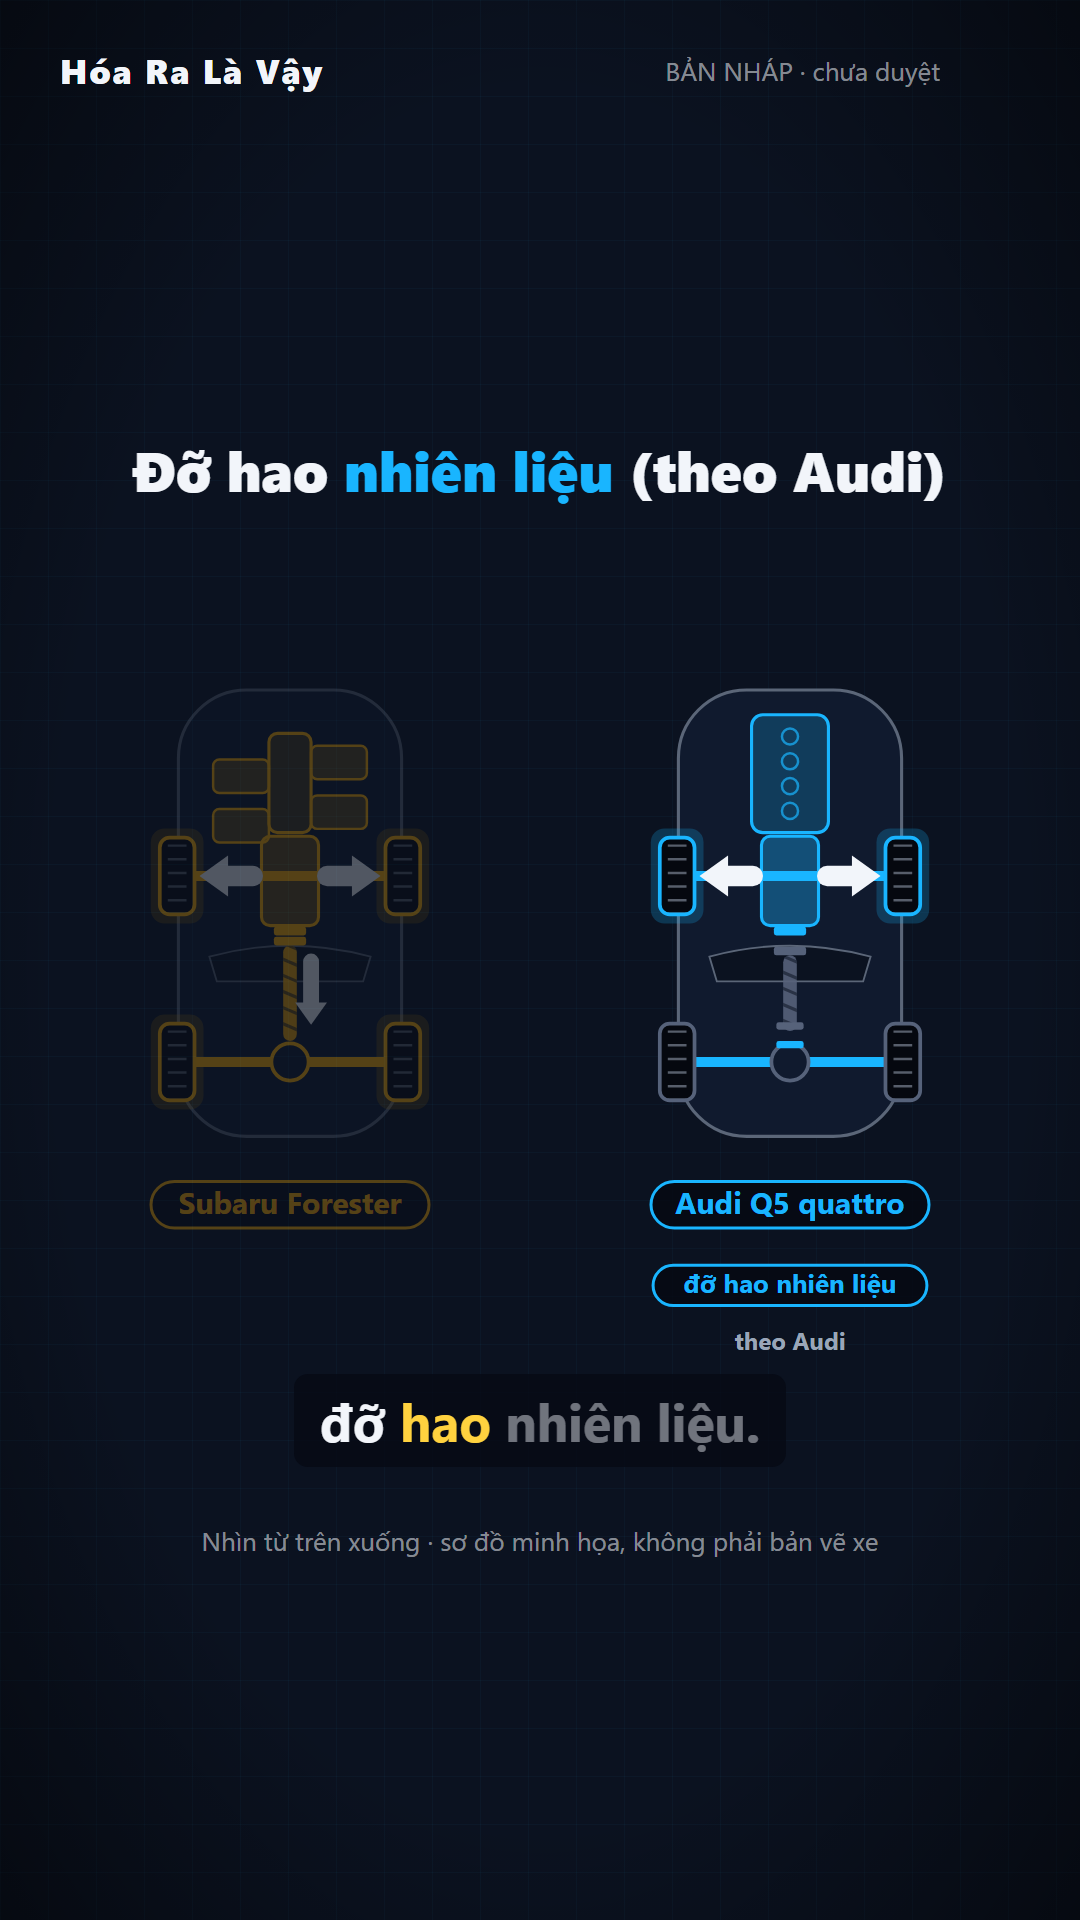 Hóa Ra Là Vậy
BẢN NHÁP · chưa duyệt
Đỡ hao nhiên liệu (theo Audi)
Subaru Forester
Audi Q5 quattro
đỡ hao nhiên liệu
theo Audi
đỡ hao nhiên liệu.
Nhìn từ trên xuống · sơ đồ minh họa, không phải bản vẽ xe